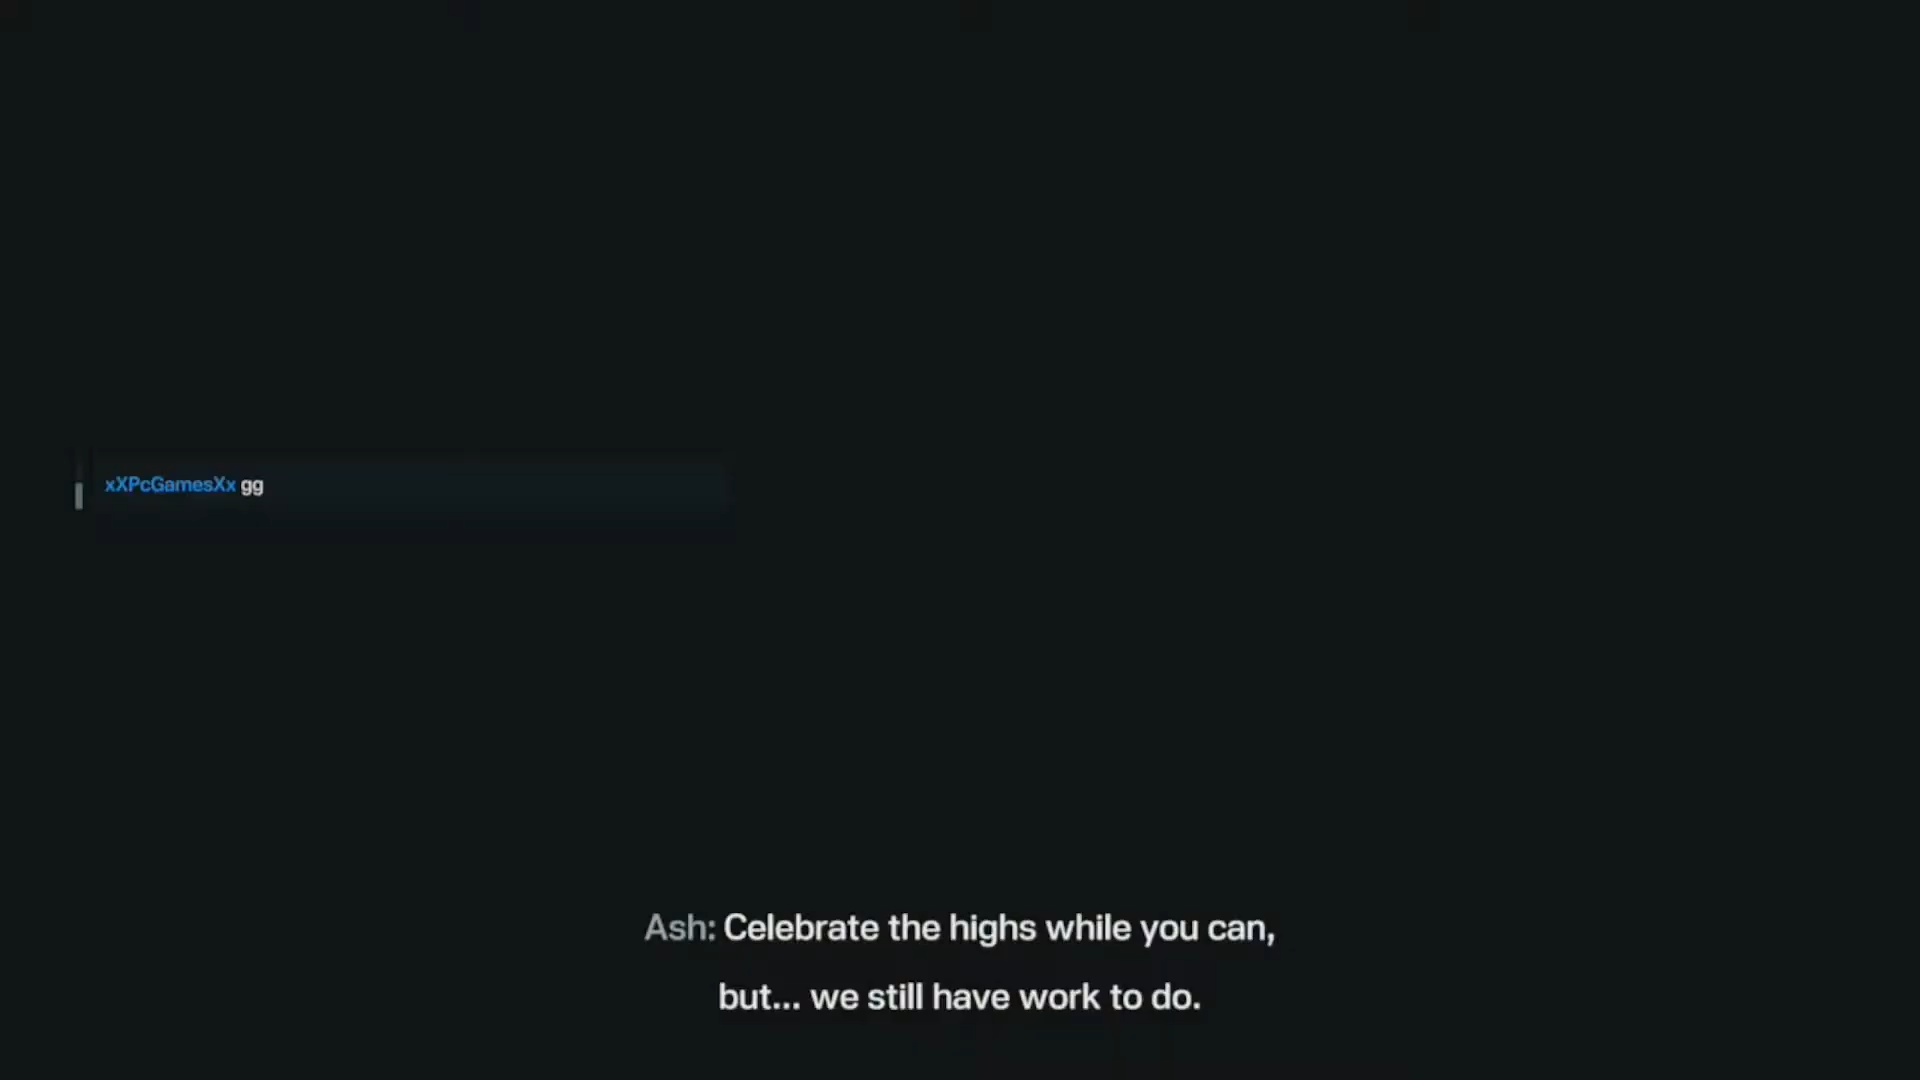 xXPcGamesXx gg
Ash: Celebrate the highs while you can,
but... we still have work to do.